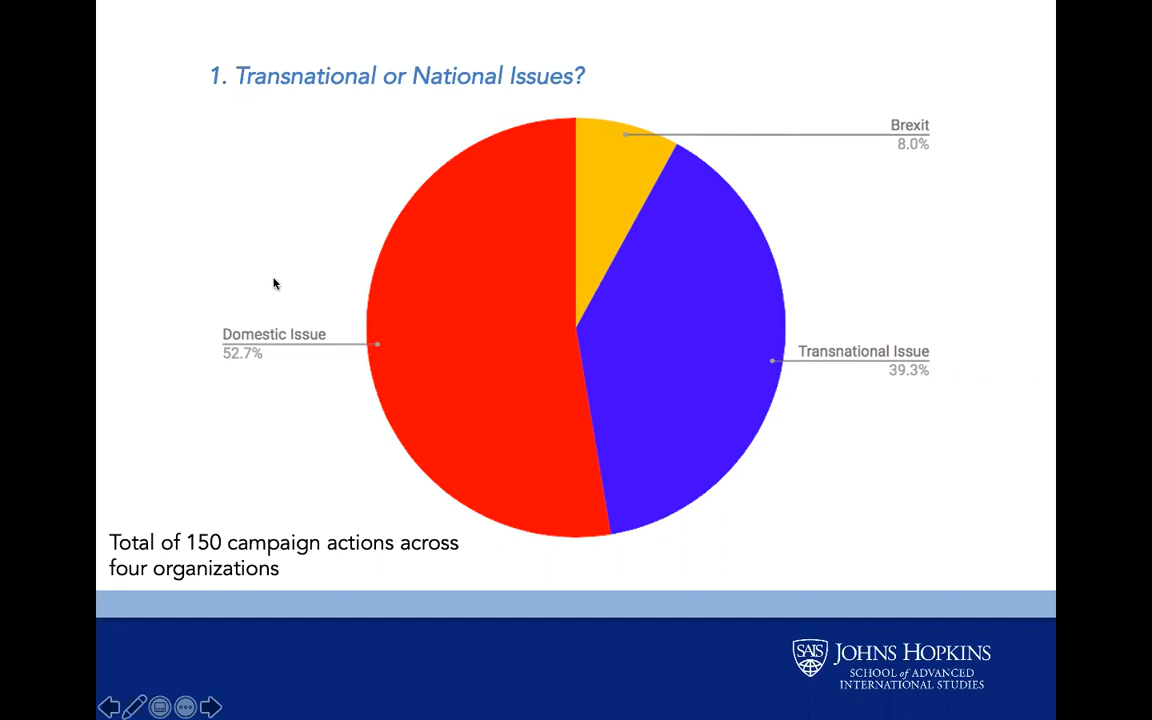 1. Transnational or National Issues?
Brexit
8.0%
Domestic Issue
52.7%
Transnational Issue
39.3%
Total of 150 campaign actions across
four organizations
SAIS
JOHNS HOPKINS
SCHOOL of ADVANCED
INTERNATIONAL STUDIES